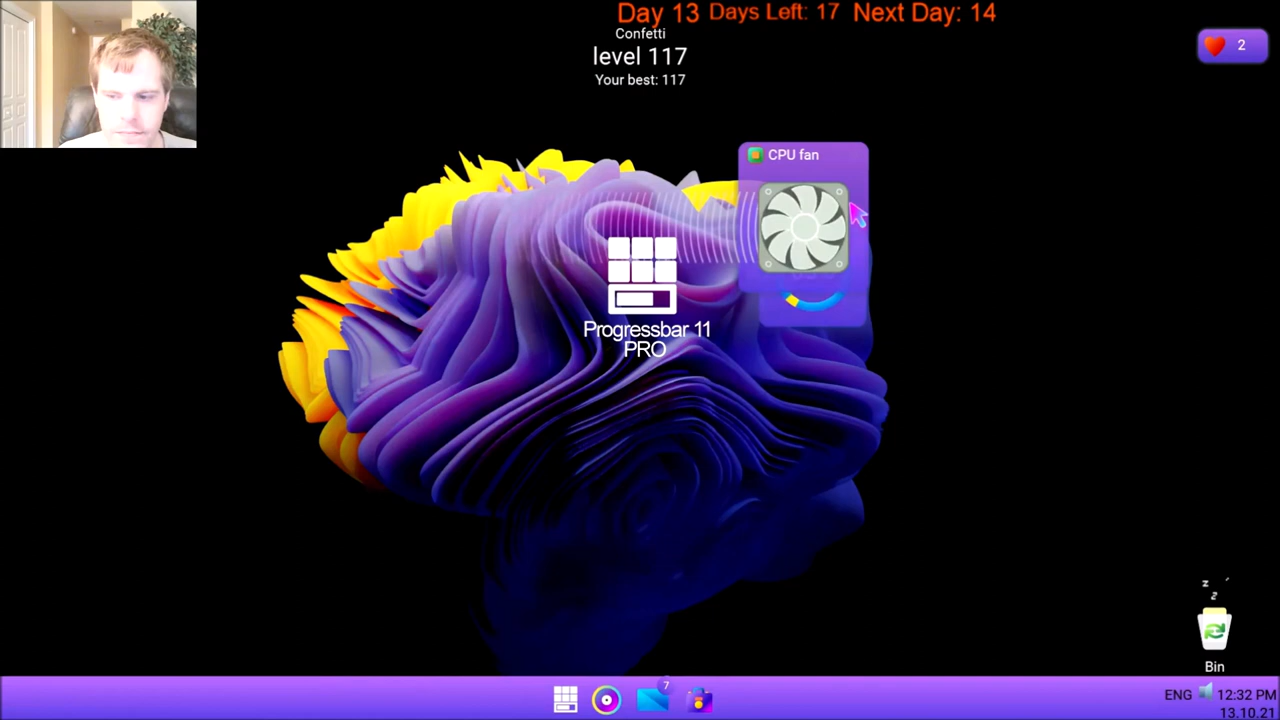 Day 13 Days Left: 17 Next Day: 14
Confetti
level 117
Your best: 117
2
CPU fan
Progressbar 11
PRO
z
z
Bin
7
ENG 12:32 PM
13.10.21